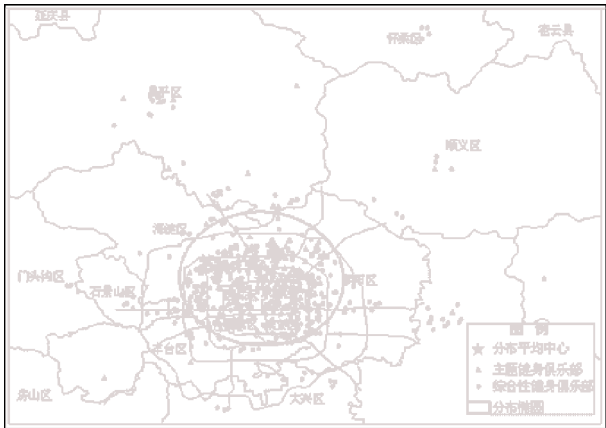 延庆县
怀柔区
密云县
昌平区
顺义区
海淀区
门头沟区
石景山区
朝阳区
丰台区
房山区
大兴区
图 例
分布平均中心
主题健身俱乐部
综合性健身俱乐部
分布椭圆